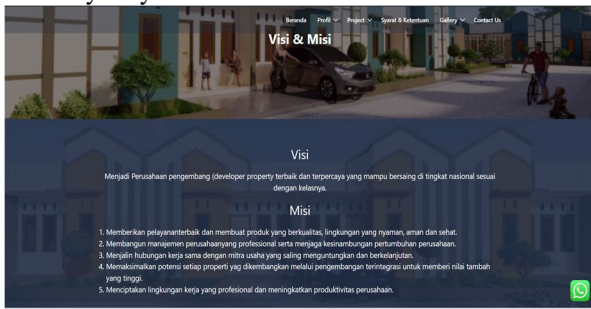 Beranda Profil Project Syarat & Ketentuan Gallery Contact Us
Visi & Misi
Visi
Menjadi Perusahaan pengembang (developer property terbaik dan terpercaya yang mampu bersaing di tingkat nasional sesuai
dengan kelasnya.
Misi
1. Memberikan pelayananterbaik dan membuat produk yang berkualitas, lingkungan yang nyaman, aman dan sehat.
2. Membangun manajemen perusahaanyang professional serta menjaga kesinambungan pertumbuhan perusahaan.
3. Menjalin hubungan kerja sama dengan mitra usaha yang saling menguntungkan dan berkelanjutan.
4. Memaksimalkan potensi setiap properti yag dikembangkan melalui pengembangan terintegrasi untuk memberi nilai tambah
yang tinggi.
5. Menciptakan lingkungan kerja yang profesional dan meningkatkan produktivitas perusahain.